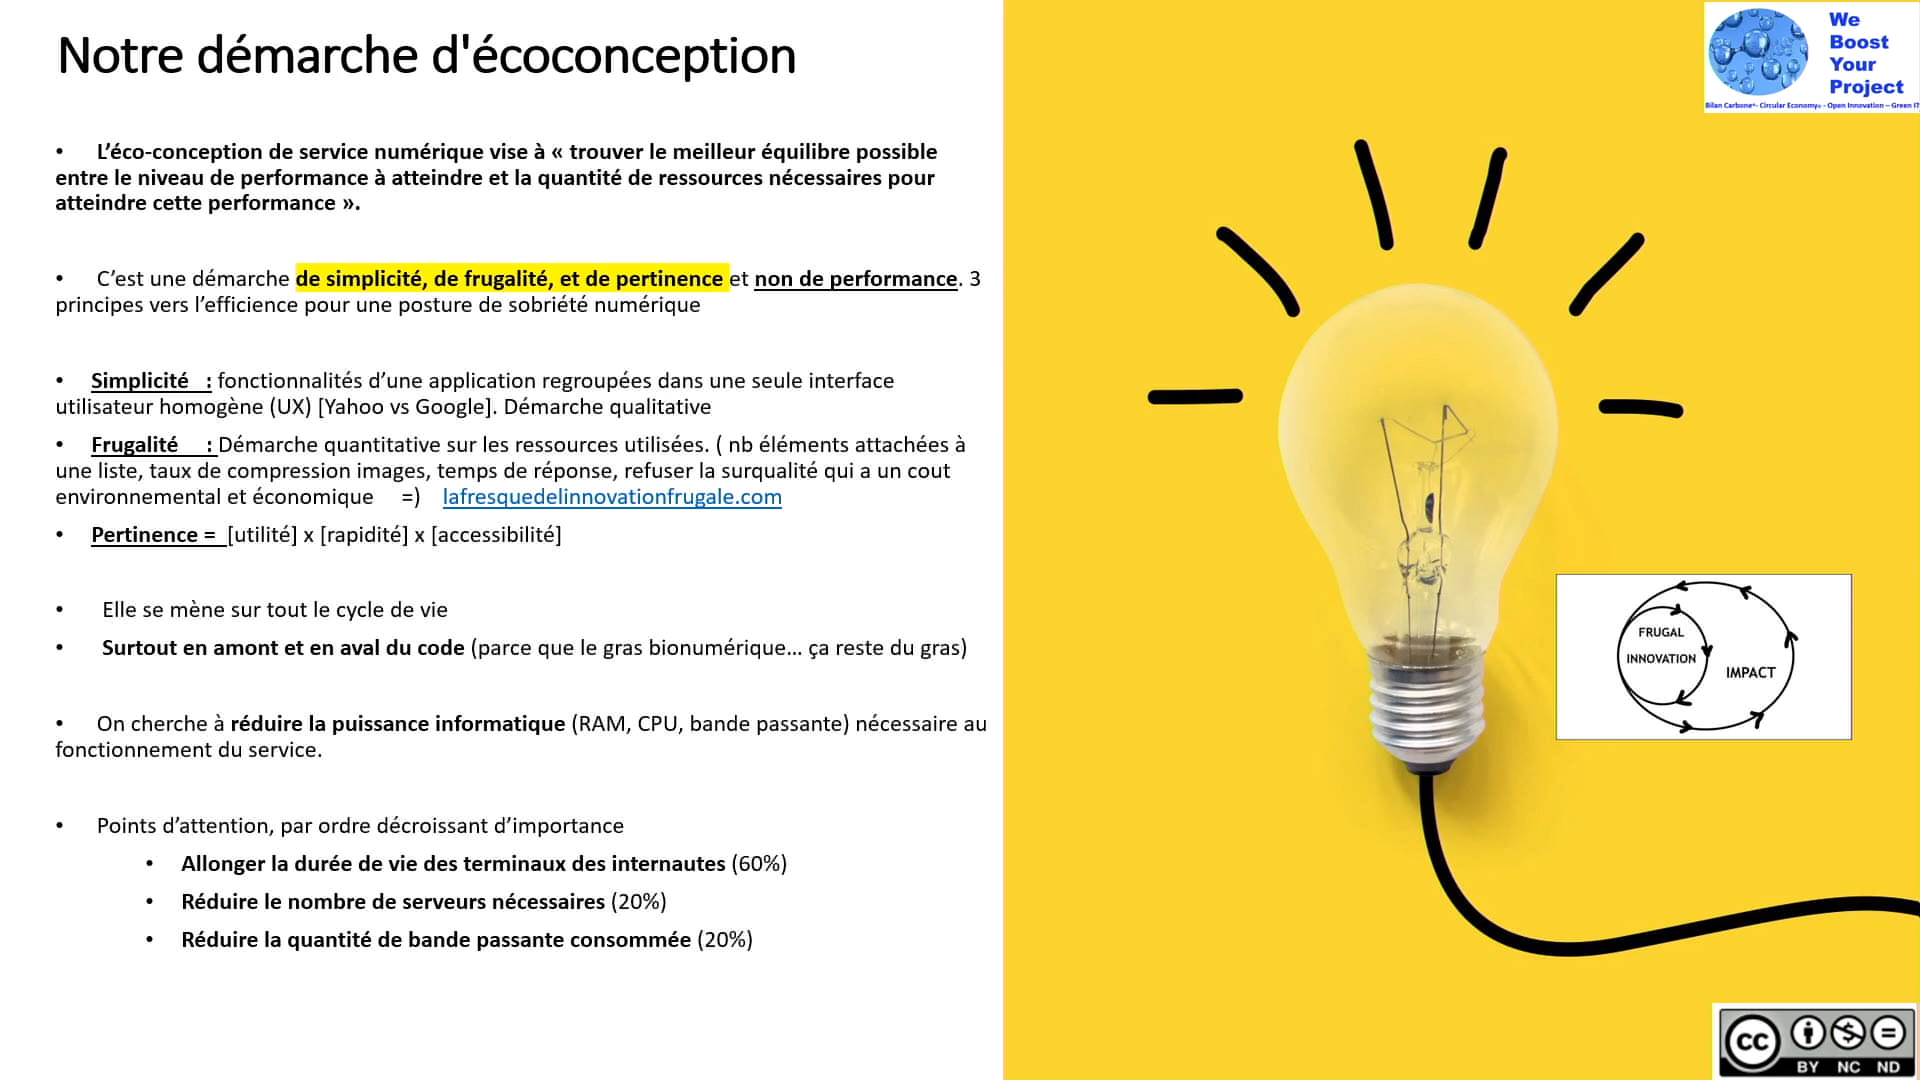 Notre démarche d'écoconception
• L’éco-conception de service numérique vise à « trouver le meilleur équilibre possible
entre le niveau de performance à atteindre et la quantité de ressources nécessaires pour
atteindre cette performance ».
• C’est une démarche de simplicité, de frugalité, et de pertinence et non de performance. 3
principes vers l’efficience pour une posture de sobriété numérique
• Simplicité : fonctionnalités d’une application regroupées dans une seule interface
utilisateur homogène (UX) [Yahoo vs Google]. Démarche qualitative
• Frugalité : Démarche quantitative sur les ressources utilisées. ( nb éléments attachées à
une liste, taux de compression images, temps de réponse, refuser la surqualité qui a un cout
environnemental et économique =) lafresquedelinnovationfrugale.com
• Pertinence = [utilité] x [rapidité] x [accessibilité]
• Elle se mène sur tout le cycle de vie
• Surtout en amont et en aval du code (parce que le gras bionumérique… ça reste du gras)
• On cherche à réduire la puissance informatique (RAM, CPU, bande passante) nécessaire au
fonctionnement du service.
• Points d’attention, par ordre décroissant d’importance
• Allonger la durée de vie des terminaux des internautes (60%)
• Réduire le nombre de serveurs nécessaires (20%)
• Réduire la quantité de bande passante consommée (20%)
We
Boost
Your
Project
Bilan Carbone®- Circular Economy® - Open Innovation – Green IT
FRUGAL
INNOVATION
IMPACT
cc
BY NC ND